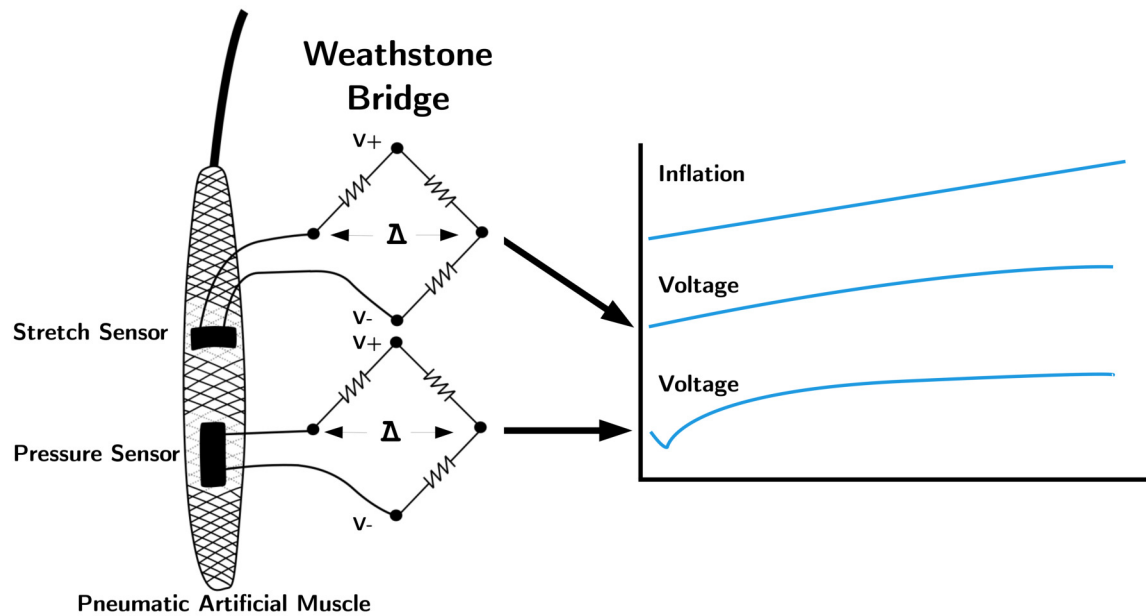 Weathstone
Bridge
V+
Δ
V-
V+
Δ
V-
Stretch Sensor
Pressure Sensor
Pneumatic Artificial Muscle
Inflation
Voltage
Voltage